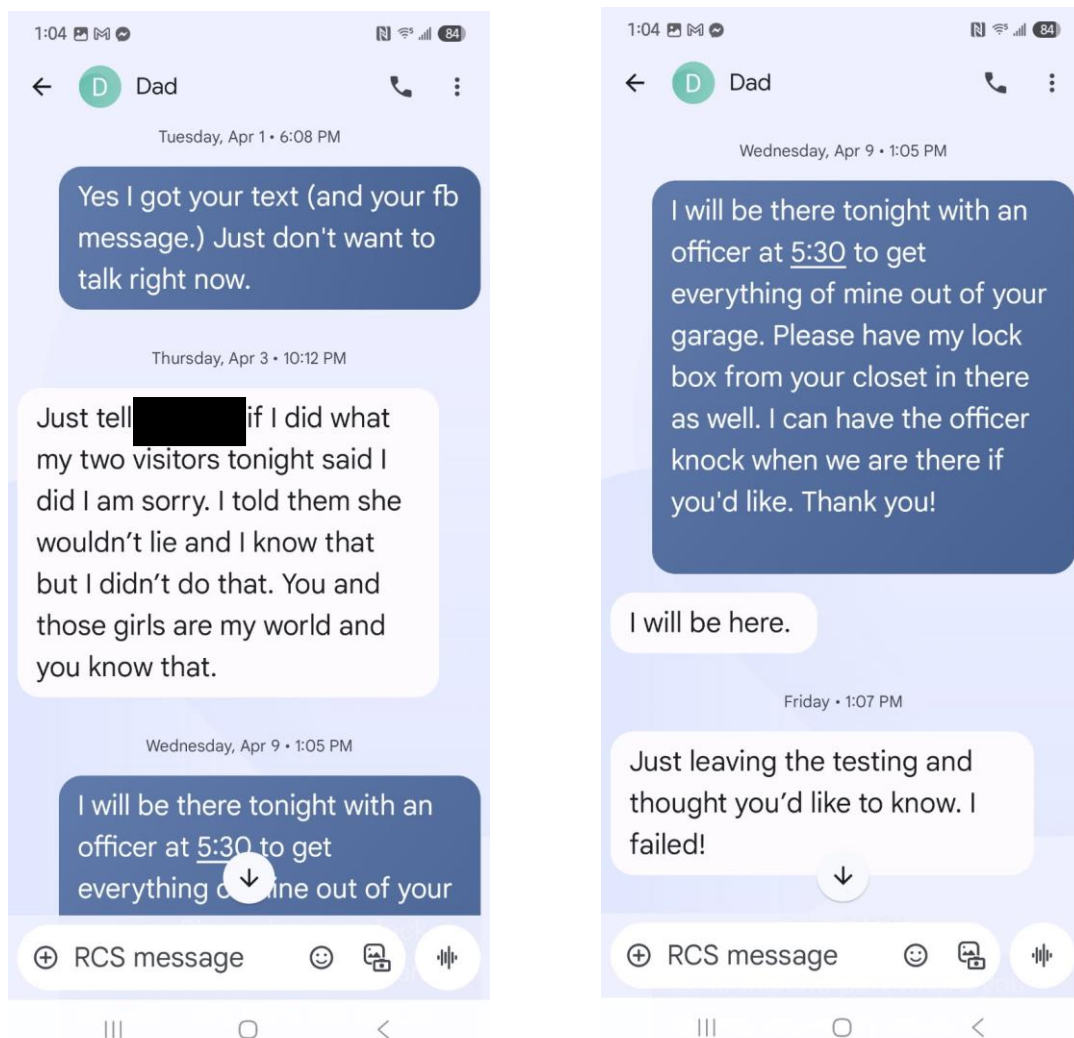 1:04
84
D Dad
Tuesday, Apr 1 • 6:08 PM
Yes I got your text (and your fb
message.) Just don't want to
talk right now.
Thursday, Apr 3 • 10:12 PM
Just tell if I did what
my two visitors tonight said I
did I am sorry. I told them she
wouldn't lie and I know that
but I didn't do that. You and
those girls are my world and
you know that.
Wednesday, Apr 9 • 1:05 PM
I will be there tonight with an
officer at 5:30 to get
everything of mine out of your
RCS message
1:04
84
D Dad
Wednesday, Apr 9 • 1:05 PM
I will be there tonight with an
officer at 5:30 to get
everything of mine out of your
garage. Please have my lock
box from your closet in there
as well. I can have the officer
knock when we are there if
you'd like. Thank you!
I will be here.
Friday • 1:07 PM
Just leaving the testing and
thought you'd like to know. I
failed!
RCS message